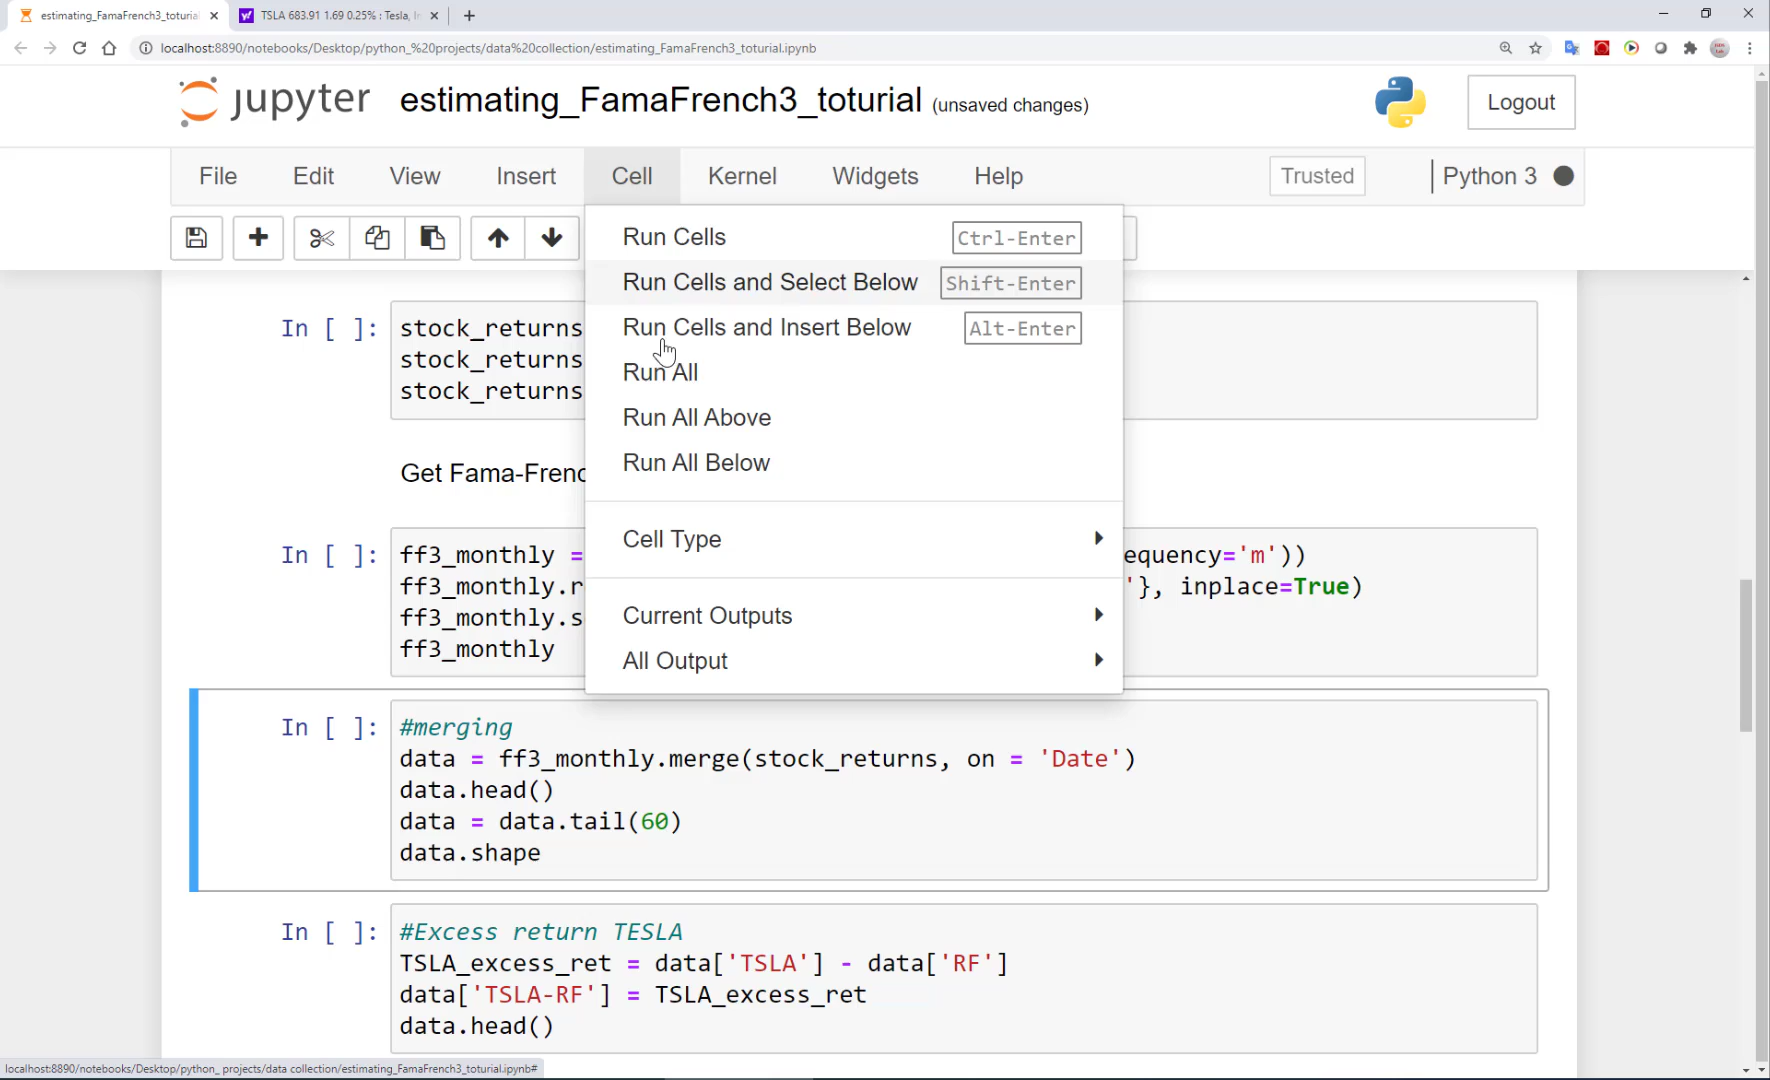 estimating_FamaFrench3_toturial
TSLA 683.91 1.69 0.25% : Tesla, I
localhost:8890/notebooks/Desktop/python_%20projects/data%20collection/estimating_FamaFrench3_toturial.ipynb
jupyter estimating_FamaFrench3_toturial (unsaved changes)
Logout
File Edit View Insert Cell Kernel Widgets Help Trusted Python 3
Run Cells Ctrl-Enter
Run Cells and Select Below Shift-Enter
Run Cells and Insert Below Alt-Enter
Run All
Run All Above
Run All Below
Cell Type
Current Outputs
All Output
In [ ]: stock_returns
stock_returns
stock_returns
Get Fama-Frenc
In [ ]: ff3_monthly = equency='m'))
ff3_monthly.r '}, inplace=True)
ff3_monthly.s
ff3_monthly
In [ ]: #merging
data = ff3_monthly.merge(stock_returns, on = 'Date')
data.head()
data = data.tail(60)
data.shape
In [ ]: #Excess return TESLA
TSLA_excess_ret = data['TSLA'] - data['RF']
data['TSLA-RF'] = TSLA_excess_ret
data.head()
localhost:8890/notebooks/Desktop/python_ projects/data collection/estimating_FamaFrench3_toturial.ipynb#